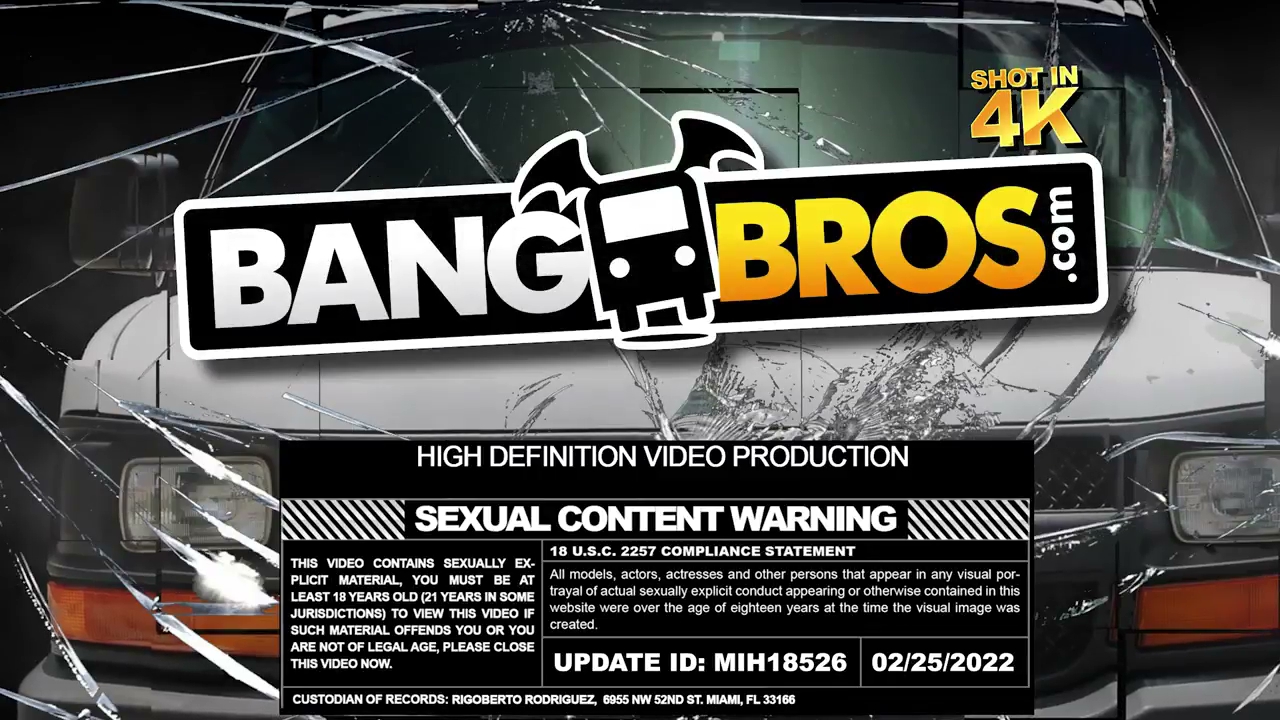 SHOT IN
4K
BANG BROS .com
HIGH DEFINITION VIDEO PRODUCTION
SEXUAL CONTENT WARNING
THIS VIDEO CONTAINS SEXUALLY EX-
PLICIT MATERIAL, YOU MUST BE AT
LEAST 18 YEARS OLD (21 YEARS IN SOME
JURISDICTIONS) TO VIEW THIS VIDEO IF
SUCH MATERIAL OFFENDS YOU OR YOU
ARE NOT OF LEGAL AGE, PLEASE CLOSE
THIS VIDEO NOW.
18 U.S.C. 2257 COMPLIANCE STATEMENT
All models, actors, actresses and other persons that appear in any visual por-
trayal of actual sexually explicit conduct appearing or otherwise contained in this
website were over the age of eighteen years at the time the visual image was
created.
UPDATE ID: MIH18526
02/25/2022
CUSTODIAN OF RECORDS: RIGOBERTO RODRIGUEZ, 6955 NW 52ND ST. MIAMI, FL 33166